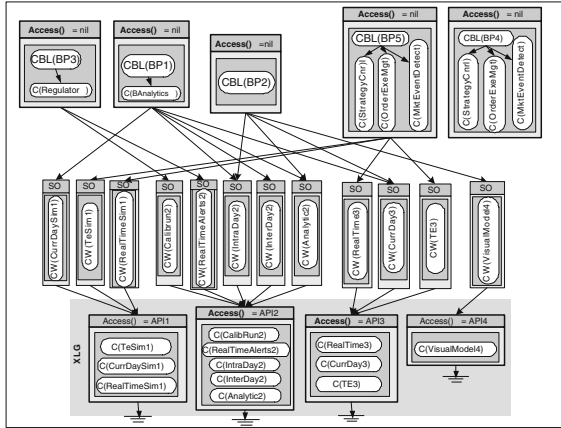 Access() =nil
Access() =nil
Access() =nil
Access() =nil
Access() =nil
CBL(BP3)
C(Regulator )
CBL(BP1)
C(BAnalytics )
CBL(BP2)
CBL(BP5)
C(StrategyCnrl)
C(OrderExeMgt)
C(MktEventDetect)
CBL(BP4)
C(StrategyCnrl)
C(OrderExeMgt)
C(MktEventDetect)
SO
SO
SO
SO
SO
SO
SO
SO
SO
SO
SO
SO
CW(CurrDaySim1)
CW(TeSim1)
CW(RealTimeSim1)
CW(Calibrun2)
CW(RealTimeAlerts2)
CW(IntraDay2)
CW(InterDay2)
CW(Analytic2)
CW(RealTime3)
CW(CurrDay3)
CW(TE3)
CW(VisualModel4)
XLG
Access() = API1
C(TeSim1)
C(CurrDaySim1)
C(RealTimeSim1)
Access() = API2
C(CalibRun2)
C(RealTimeAlerts2)
C(IntraDay2)
C(InterDay2)
C(Analytic2)
Access() = API3
C(RealTime3)
C(CurrDay3)
C(TE3)
Access() = API4
C(VisualModel4)